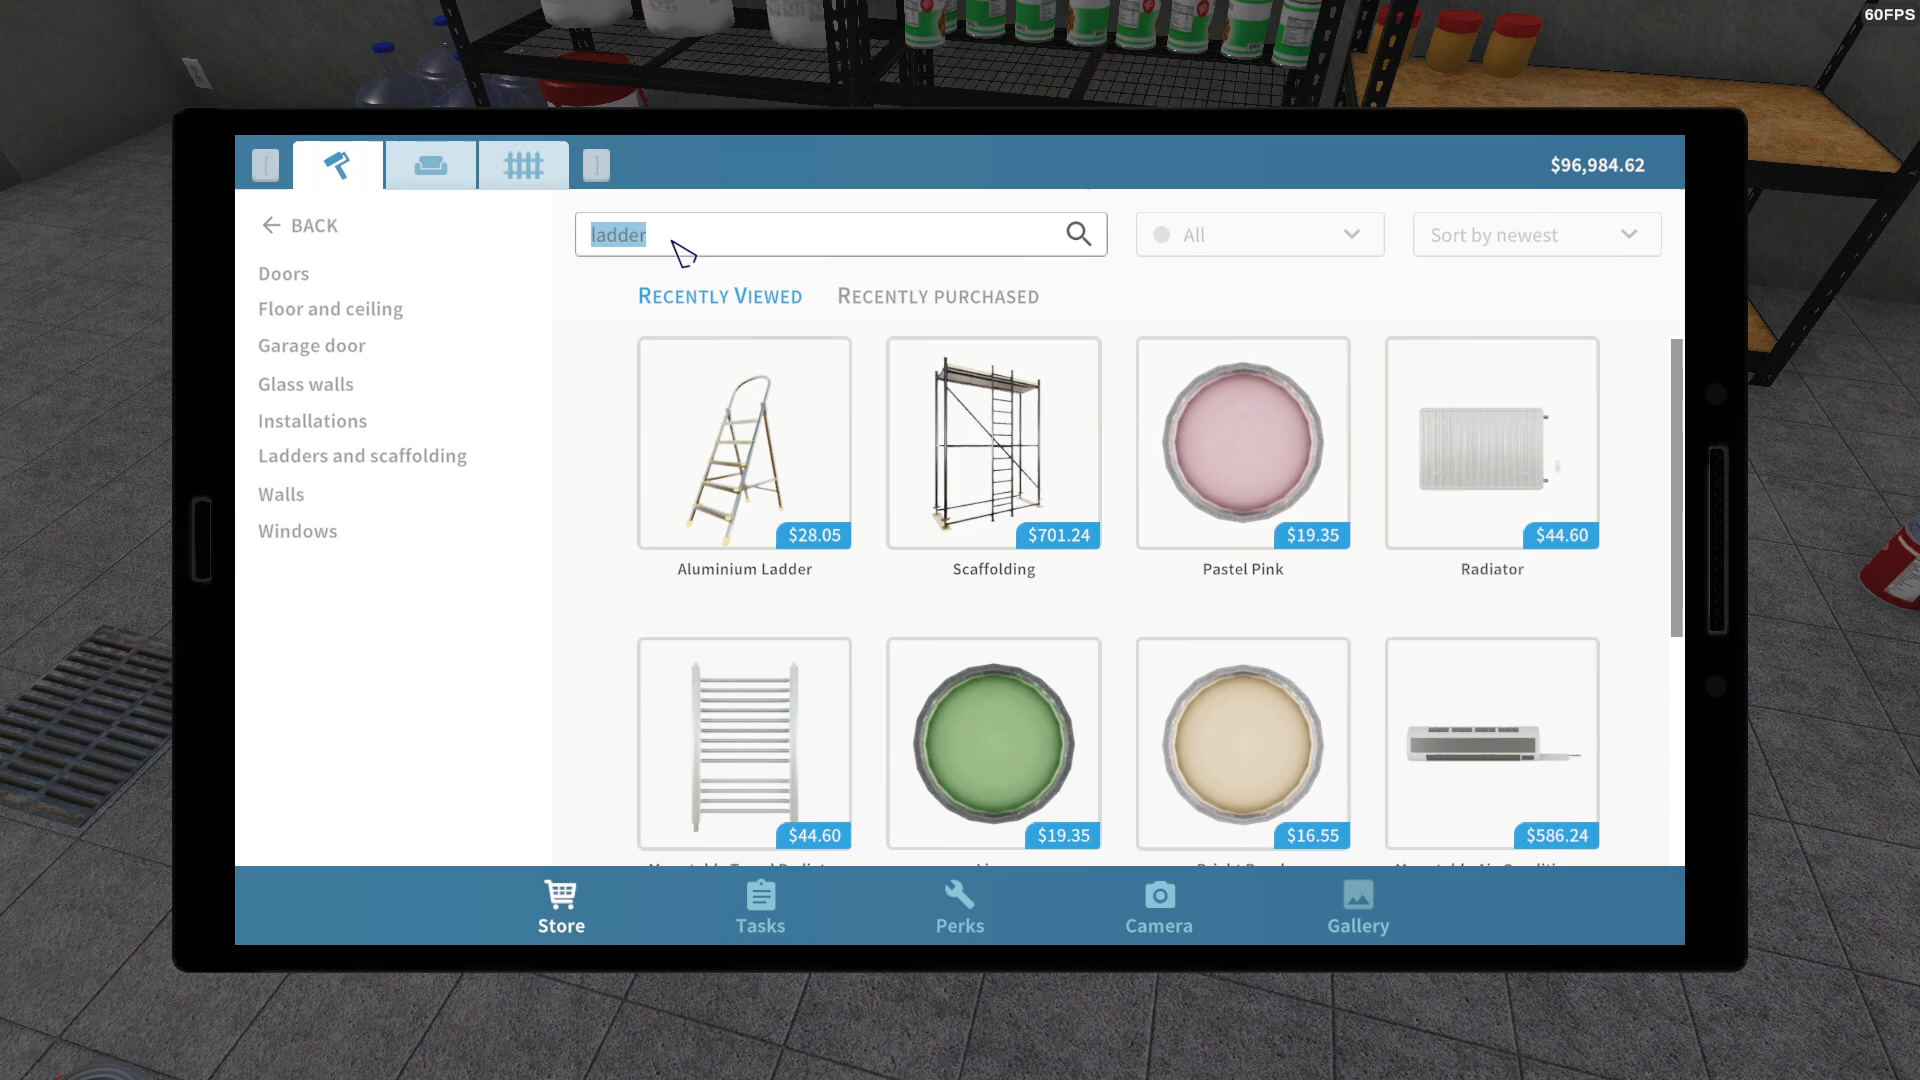 60FPS
[
]
$96,984.62
BACK
ladder
All
Sort by newest
Doors
Floor and ceiling
Garage door
Glass walls
Installations
Ladders and scaffolding
Walls
Windows
RECENTLY VIEWED
RECENTLY PURCHASED
$28.05
$701.24
$19.35
$44.60
Aluminium Ladder
Scaffolding
Pastel Pink
Radiator
$44.60
$19.35
$16.55
$586.24
Store
Tasks
Perks
Camera
Gallery